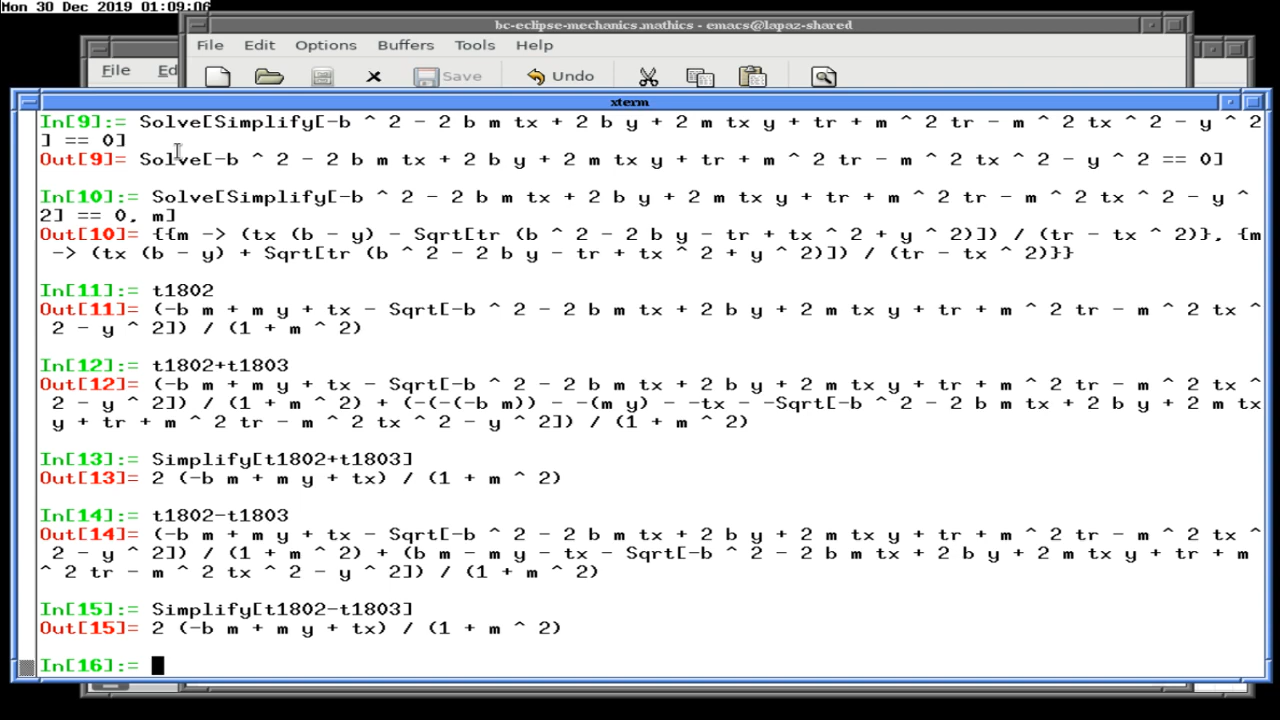 Mon 30 Dec 2019 01:09:06
bc-eclipse-mechanics.mathics - emacs@lapaz-shared
File Edit Options Buffers Tools Help
File Ed
Save Undo
xterm
In[9]:= Solve[Simplify[-b ^ 2 - 2 b m tx + 2 b y + 2 m tx y + tr + m ^ 2 tr - m ^ 2 tx ^ 2 - y ^ 2
] == 0]
Out[9]= Solve[-b ^ 2 - 2 b m tx + 2 b y + 2 m tx y + tr + m ^ 2 tr - m ^ 2 tx ^ 2 - y ^ 2 == 0]
In[10]:= Solve[Simplify[-b ^ 2 - 2 b m tx + 2 b y + 2 m tx y + tr + m ^ 2 tr - m ^ 2 tx ^ 2 - y ^
2] == 0, m]
Out[10]= {{m -> (tx (b - y) - Sqrt[tr (b ^ 2 - 2 b y - tr + tx ^ 2 + y ^ 2)]) / (tr - tx ^ 2)}, {m
-> (tx (b - y) + Sqrt[tr (b ^ 2 - 2 b y - tr + tx ^ 2 + y ^ 2)]) / (tr - tx ^ 2)}}
In[11]:= t1802
Out[11]= (-b m + m y + tx - Sqrt[-b ^ 2 - 2 b m tx + 2 b y + 2 m tx y + tr + m ^ 2 tr - m ^ 2 tx ^
2 - y ^ 2]) / (1 + m ^ 2)
In[12]:= t1802+t1803
Out[12]= (-b m + m y + tx - Sqrt[-b ^ 2 - 2 b m tx + 2 b y + 2 m tx y + tr + m ^ 2 tr - m ^ 2 tx ^
2 - y ^ 2]) / (1 + m ^ 2) + (-(-(-b m)) - -(m y) - -tx - -Sqrt[-b ^ 2 - 2 b m tx + 2 b y + 2 m tx
y + tr + m ^ 2 tr - m ^ 2 tx ^ 2 - y ^ 2]) / (1 + m ^ 2)
In[13]:= Simplify[t1802+t1803]
Out[13]= 2 (-b m + m y + tx) / (1 + m ^ 2)
In[14]:= t1802-t1803
Out[14]= (-b m + m y + tx - Sqrt[-b ^ 2 - 2 b m tx + 2 b y + 2 m tx y + tr + m ^ 2 tr - m ^ 2 tx ^
2 - y ^ 2]) / (1 + m ^ 2) + (b m - m y - tx - Sqrt[-b ^ 2 - 2 b m tx + 2 b y + 2 m tx y + tr + m
^ 2 tr - m ^ 2 tx ^ 2 - y ^ 2]) / (1 + m ^ 2)
In[15]:= Simplify[t1802-t1803]
Out[15]= 2 (-b m + m y + tx) / (1 + m ^ 2)
In[16]:=